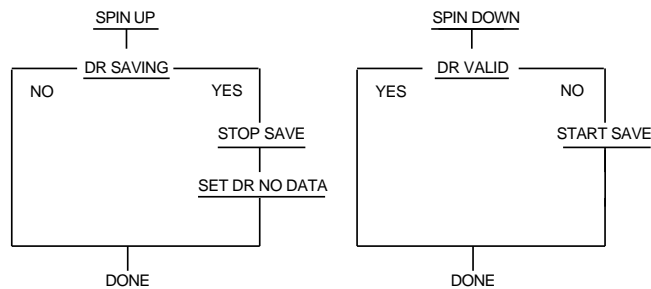 SPIN UP
DR SAVING
NO
YES
STOP SAVE
SET DR NO DATA
DONE
SPIN DOWN
DR VALID
YES
NO
START SAVE
DONE